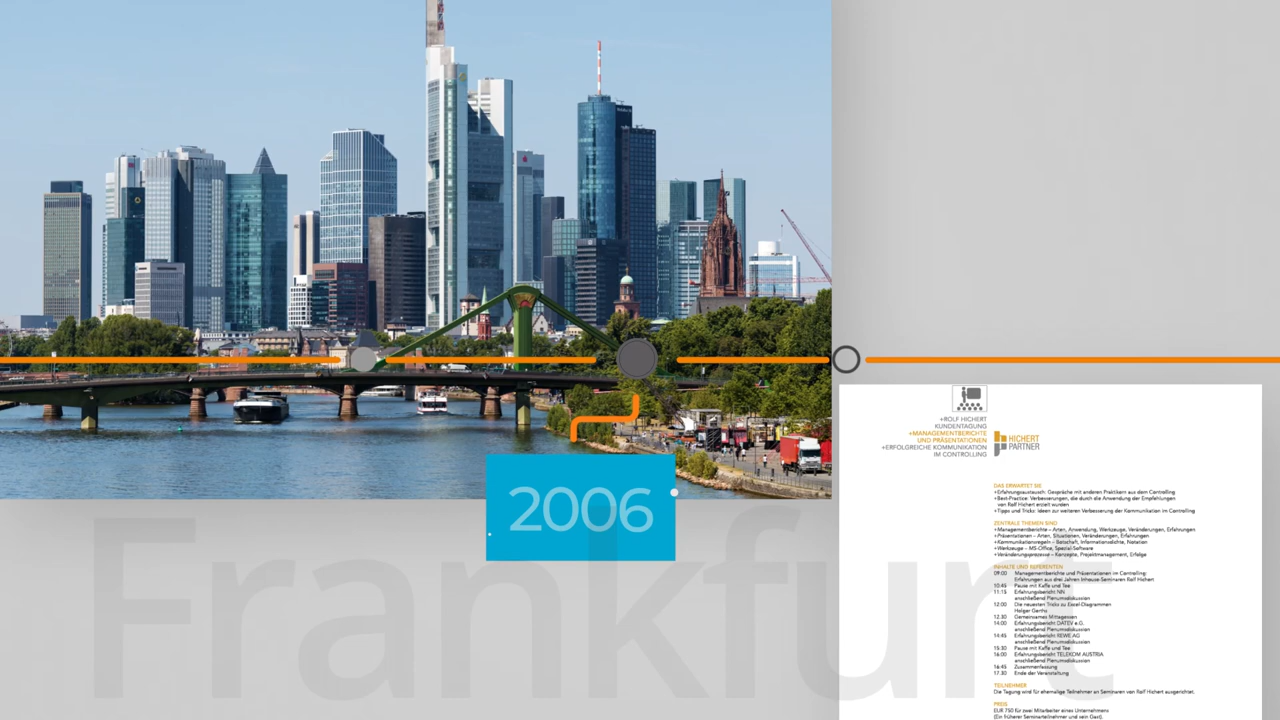 2006
Frankfurt
+ROLF HICHERT
KUNDENTAGUNG
+MANAGEMENTBERICHTE
UND PRÄSENTATIONEN
+ERFOLGREICHE KOMMUNIKATION
IM CONTROLLING
HICHERT
PARTNER
DAS ERWARTET SIE
+Erfahrungsaustausch: Gespräche mit anderen Praktikern aus dem Controlling
+Best-Practice: Verbesserungen, die durch die Anwendung der Empfehlungen
von Rolf Hichert erzielt wurden
+Tipps und Tricks: Ideen zur weiteren Verbesserung der Kommunikation im Controlling
ZENTRALE THEMEN SIND
+Managementberichte – Arten, Anwendung, Werkzeuge, Veränderungen, Erfahrungen
+Präsentationen – Arten, Situationen, Veränderungen, Erfahrungen
+Kommunikationsregeln – Botschaft, Informationsdichte, Notation
+Werkzeuge – MS-Office, Spezial-Software
+Veränderungsprozesse – Konzepte, Projektmanagement, Erfolge
INHALTE UND REFERENTEN
09:00 Managementberichte und Präsentationen im Controlling:
Erfahrungen aus drei Jahren Inhouse-Seminaren Rolf Hichert
10:45 Pause mit Kaffe und Tee
11:15 Erfahrungsbericht NN
anschließend Plenumsdiskussion
12:00 Die neuesten Tricks zu Excel-Diagrammen
Holger Gerths
12:30 Gemeinsames Mittagessen
14:00 Erfahrungsbericht DATEV e.G.
anschließend Plenumsdiskussion
14:45 Erfahrungsbericht REWE AG
anschließend Plenumsdiskussion
15:30 Pause mit Kaffe und Tee
16:00 Erfahrungsbericht TELEKOM AUSTRIA
anschließend Plenumsdiskussion
16:45 Zusammenfassung
17:30 Ende der Veranstaltung
TEILNEHMER
Die Tagung wird für ehemalige Teilnehmer an Seminaren von Rolf Hichert ausgerichtet.
PREIS
EUR 750 für zwei Mitarbeiter eines Unternehmens
(Ein früherer Seminarteilnehmer und sein Gast).